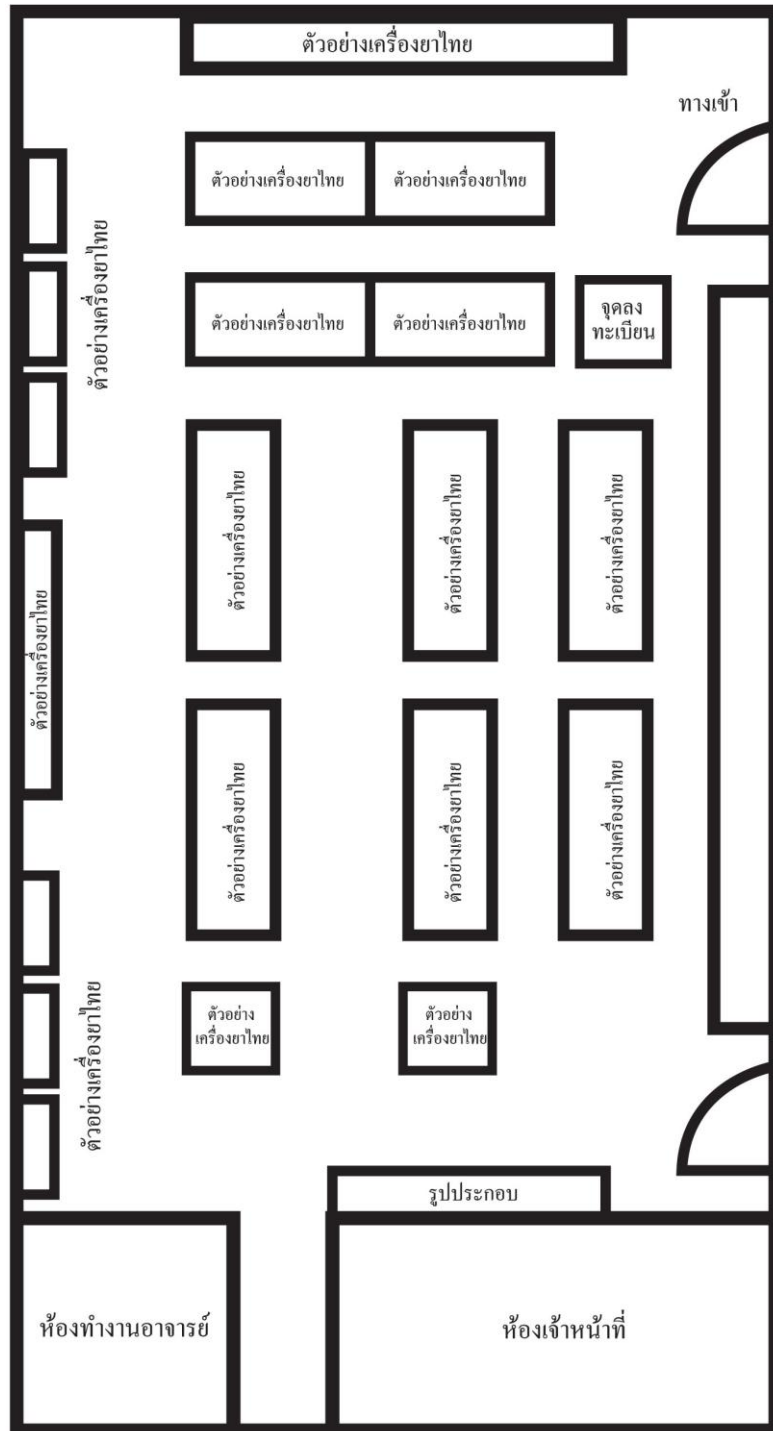 ตัวอย่างเครื่องยาไทย
ทางเข้า
ตัวอย่างเครื่องยาไทย
ตัวอย่างเครื่องยาไทย
ตัวอย่างเครื่องยาไทย
ตัวอย่างเครื่องยาไทย
ตัวอย่างเครื่องยาไทย
จุดลง
ทะเบียน
ตัวอย่างเครื่องยาไทย
ตัวอย่างเครื่องยาไทย
ตัวอย่างเครื่องยาไทย
ตัวอย่างเครื่องยาไทย
ตัวอย่างเครื่องยาไทย
ตัวอย่างเครื่องยาไทย
ตัวอย่างเครื่องยาไทย
ตัวอย่างเครื่องยาไทย
ตัวอย่าง
เครื่องยาไทย
ตัวอย่าง
เครื่องยาไทย
รูปประกอบ
ห้องทำงานอาจารย์
ห้องเจ้าหน้าที่